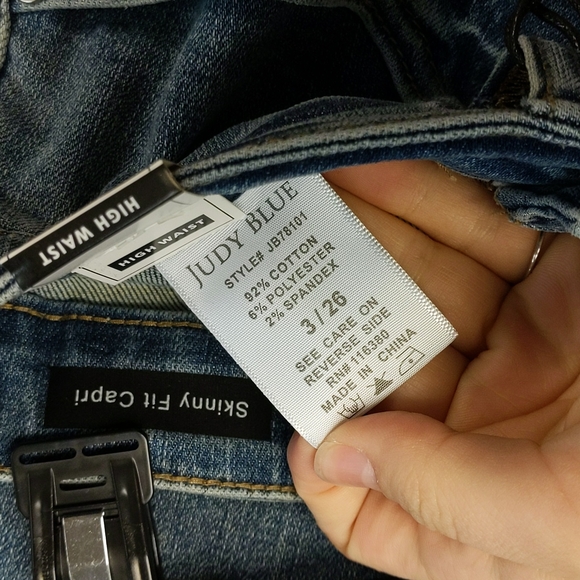 HIGH WAIST
HIGH WAIST
JUDY BLUE
STYLE# JB78101
92% COTTON
6% POLYESTER
2% SPANDEX
3 / 26
SEE CARE ON
REVERSE SIDE
RN# 116380
MADE IN CHINA
Skinny Fit Capri